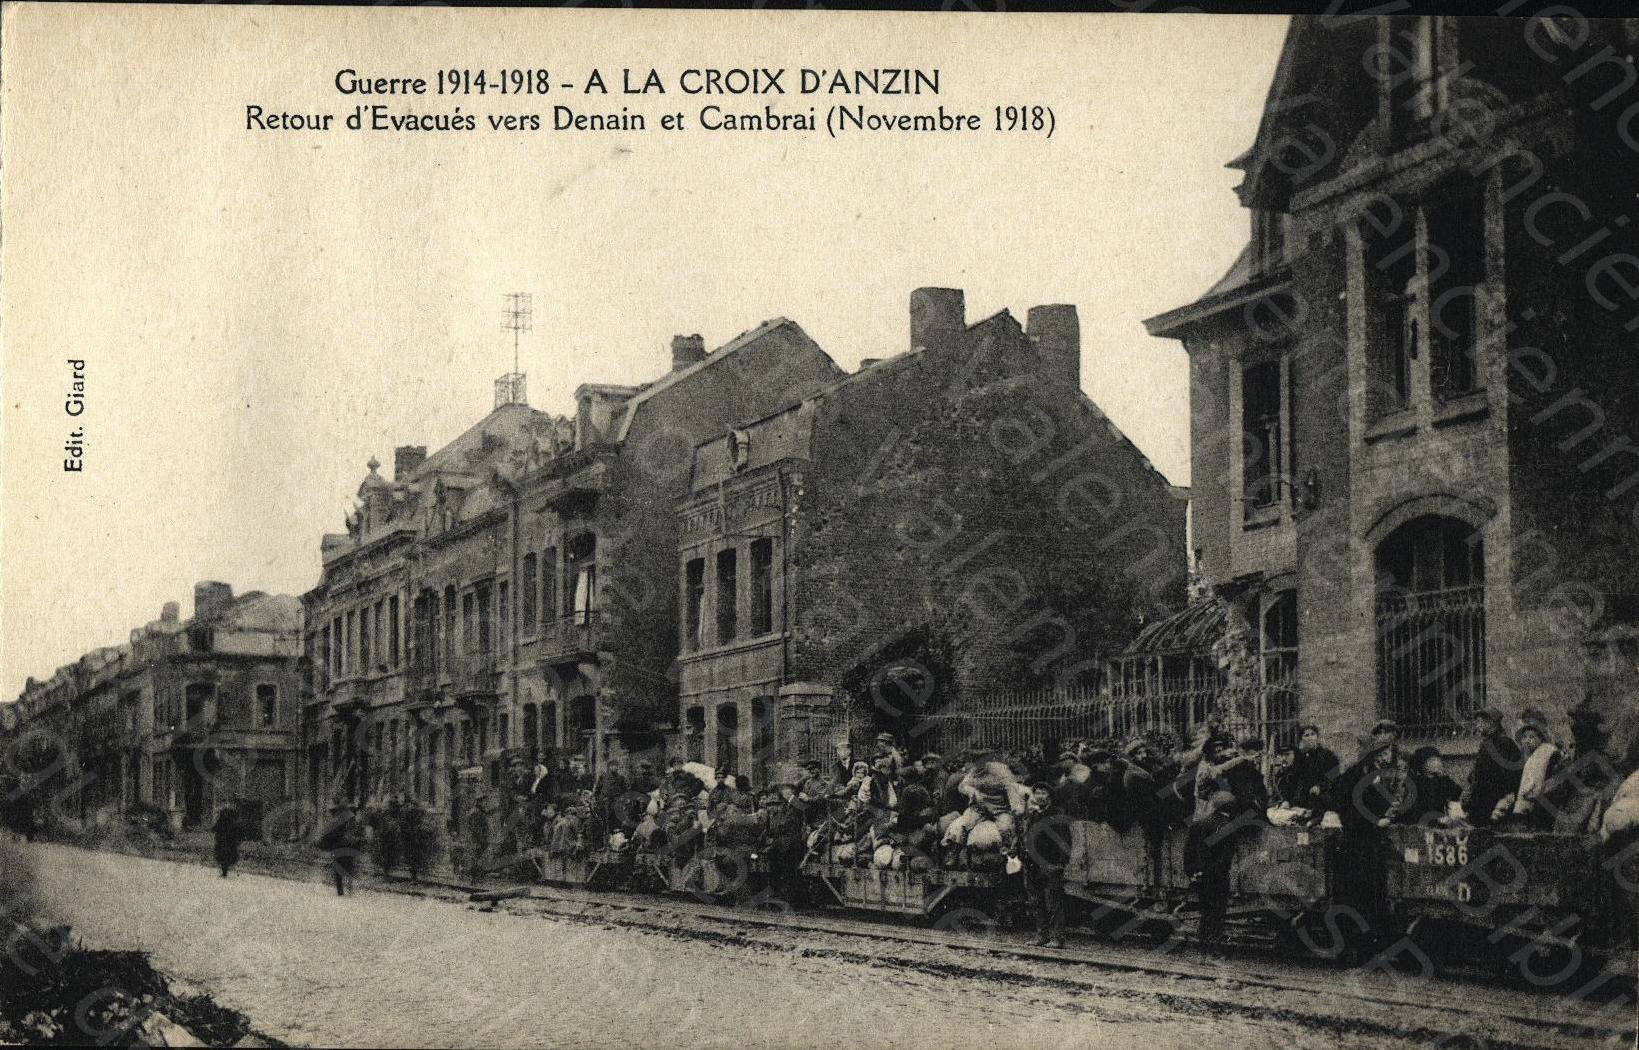 Guerre 1914-1918 - A LA CROIX D'ANZIN
Retour d'Evacués vers Denain et Cambrai (Novembre 1918)
Edit. Giard
1586
D